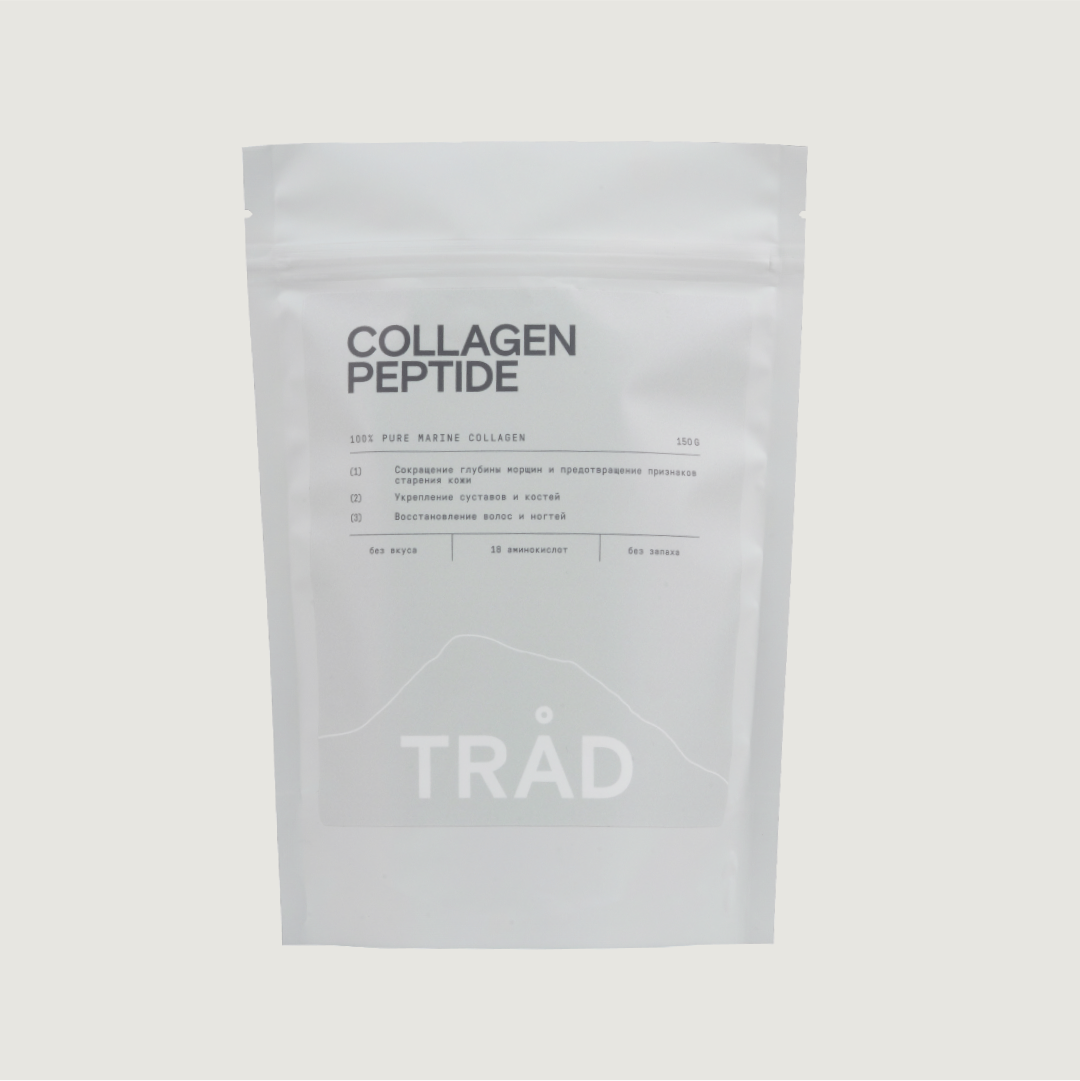 COLLAGEN
PEPTIDE
100% PURE MARINE COLLAGEN 150G
(1) Сокращение глубины морщин и предотвращение признаков
старения кожи
(2) Укрепление суставов и костей
(3) Восстановление волос и ногтей
без вкуса 18 аминокислот без запаха
TRÅD